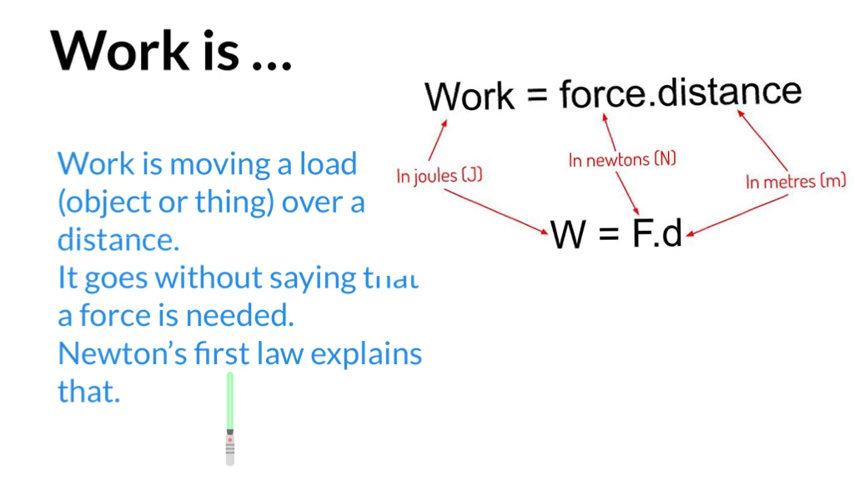 Work is ...
Work is moving a load
(object or thing) over a
distance.
It goes without saying that
a force is needed.
Newton's first law explains
that.
Work = force.distance
In joules (J)
In newtons (N)
In metres (m)
W = F.d